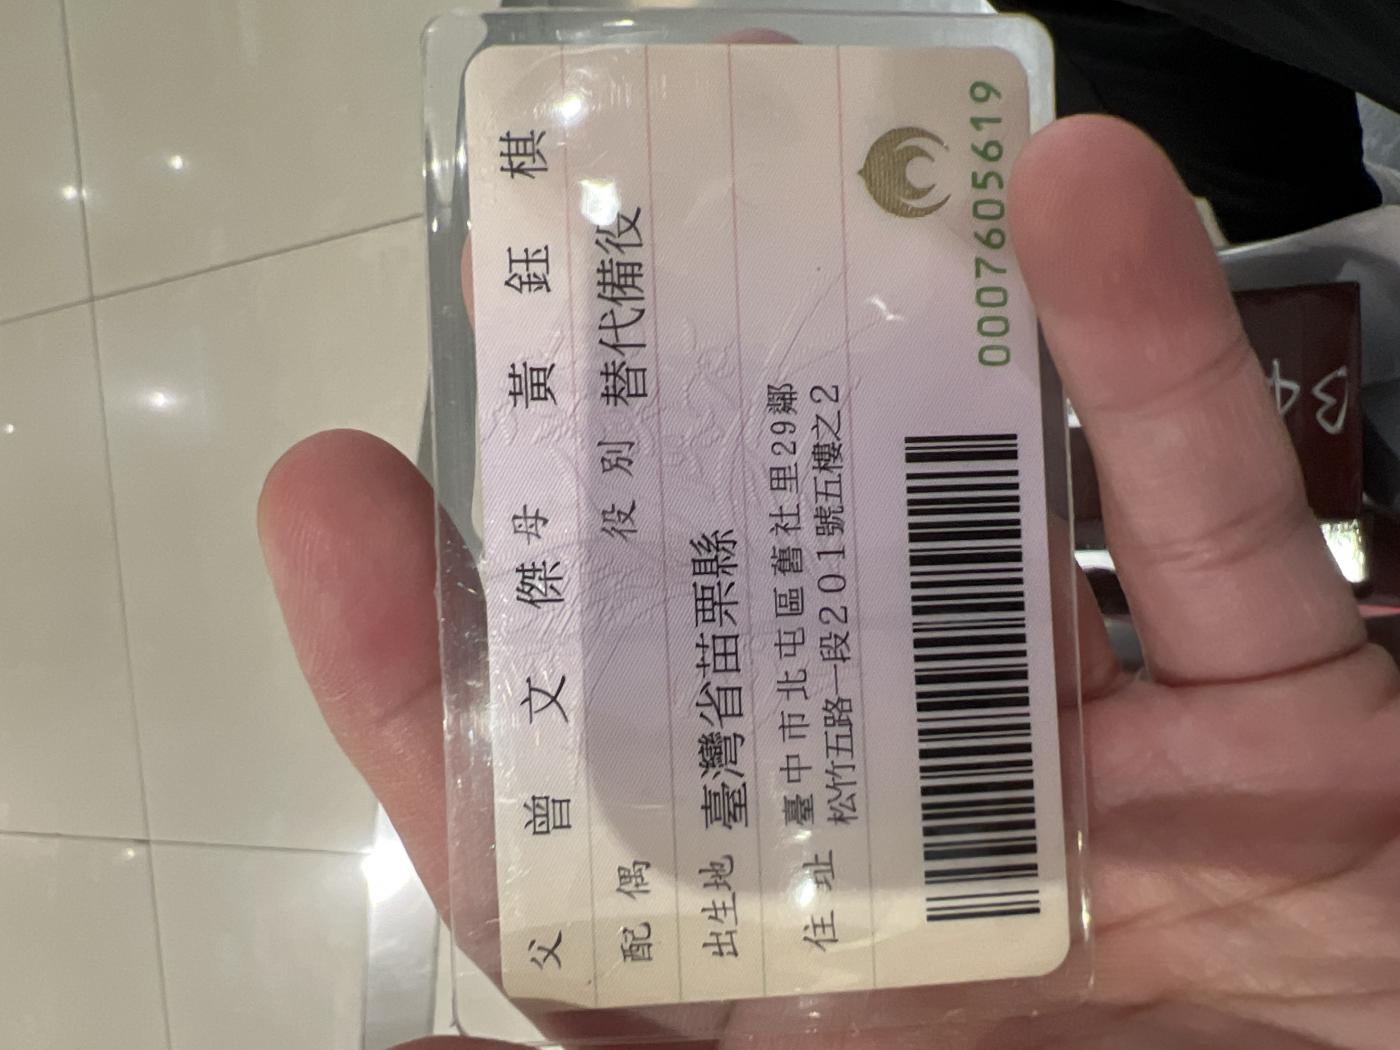 父 曾文傑 母 黃鈺棋
配偶 役別 替代備役
出生地 臺灣省苗栗縣
住址 臺中市北屯區舊社里29鄰
松竹五路一段201號五樓之2
0007605619